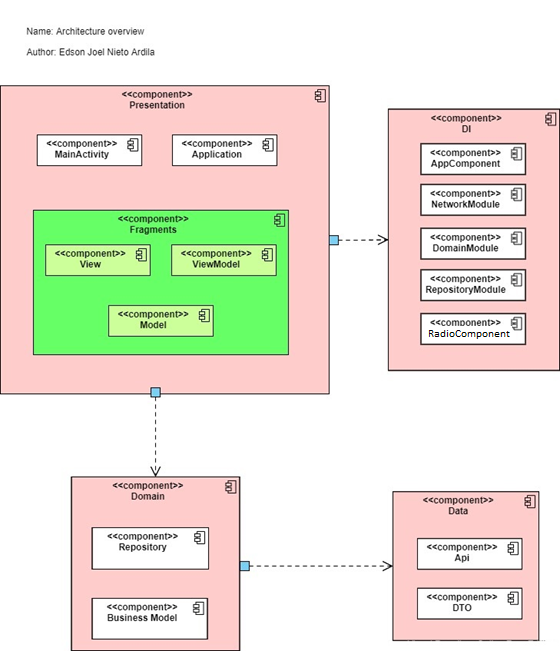 Name: Architecture overview
Author: Edson Joel Nieto Ardila
<<component>>
Presentation
<<component>>
MainActivity
<<component>>
Application
<<component>>
Fragments
<<component>>
View
<<component>>
ViewModel
<<component>>
Model
<<component>>
DI
<<component>>
AppComponent
<<component>>
NetworkModule
<<component>>
DomainModule
<<component>>
RepositoryModule
<<component>>
RadioComponent
<<component>>
Domain
<<component>>
Repository
<<component>>
Business Model
<<component>>
Data
<<component>>
Api
<<component>>
DTO